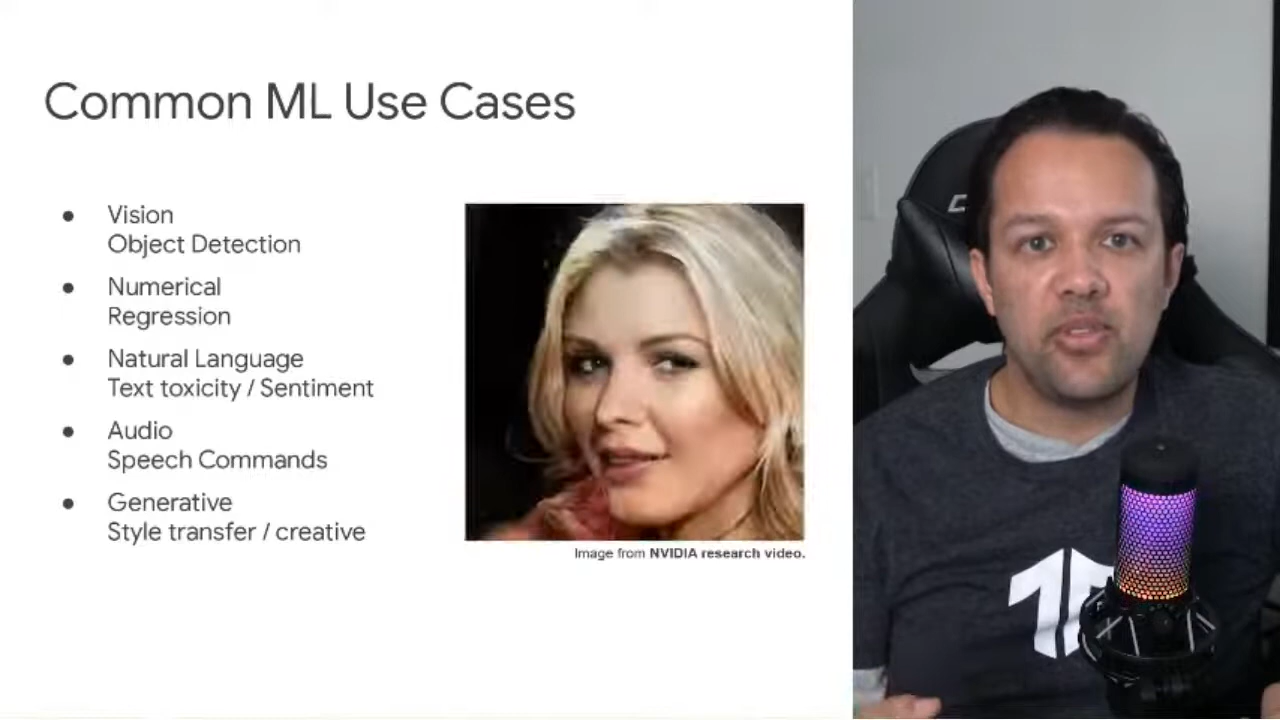 Common ML Use Cases
Vision
Object Detection
Numerical
Regression
Natural Language
Text toxicity / Sentiment
Audio
Speech Commands
Generative
Style transfer / creative
Image from NVIDIA research video.